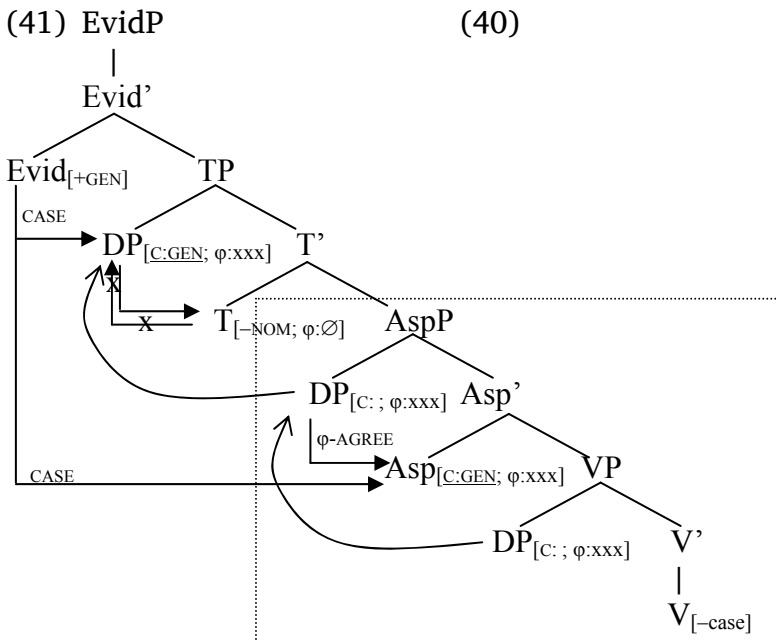 (41) EvidP (40)
Evid’
Evid[+GEN] TP
CASE
DP[C:GEN; φ:xxx] T’
X
X
T[–NOM; φ:∅] AspP
DP[C: ; φ:xxx] Asp’
φ-AGREE
CASE
Asp[C:GEN; φ:xxx] VP
DP[C: ; φ:xxx] V’
V[–case]